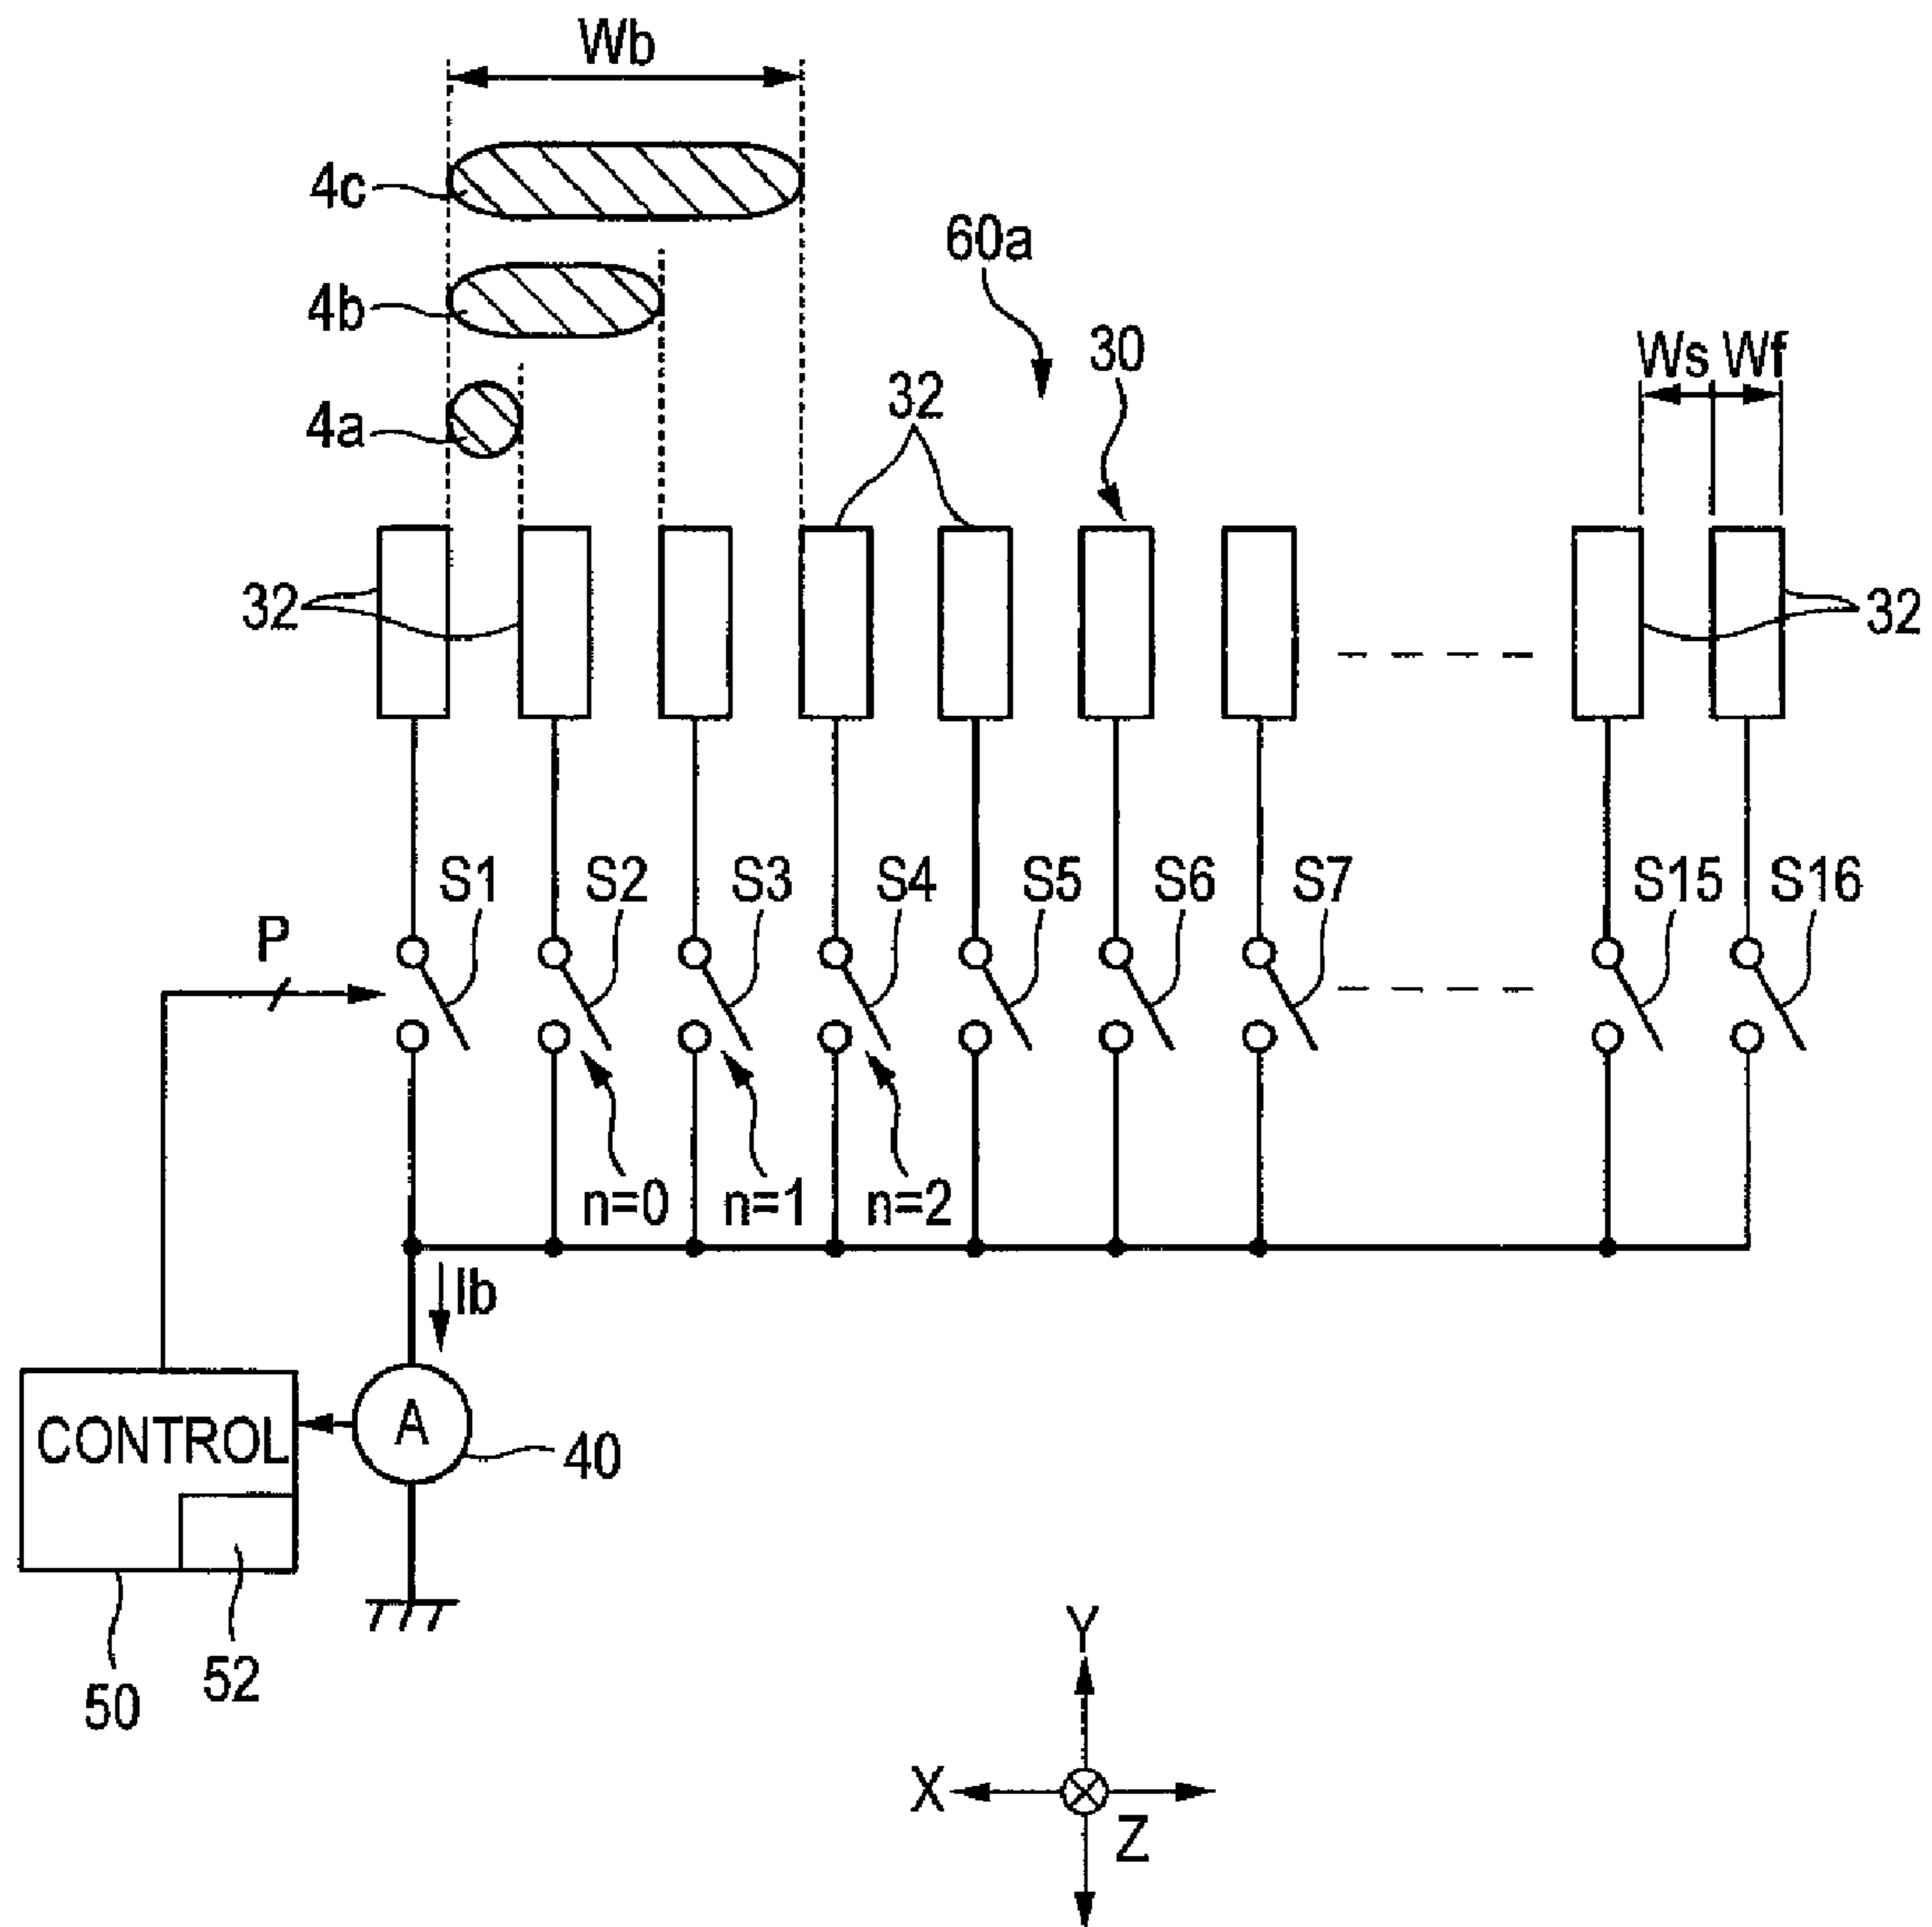 Wb
4c
60a
4b
30
Ws Wf
32
4a
32
32
S1 S2 S3 S4 S5 S6 S7 S15 S16
P
n=0 n=1 n=2
Ib
CONTROL
A
40
52
50
Y
X
Z